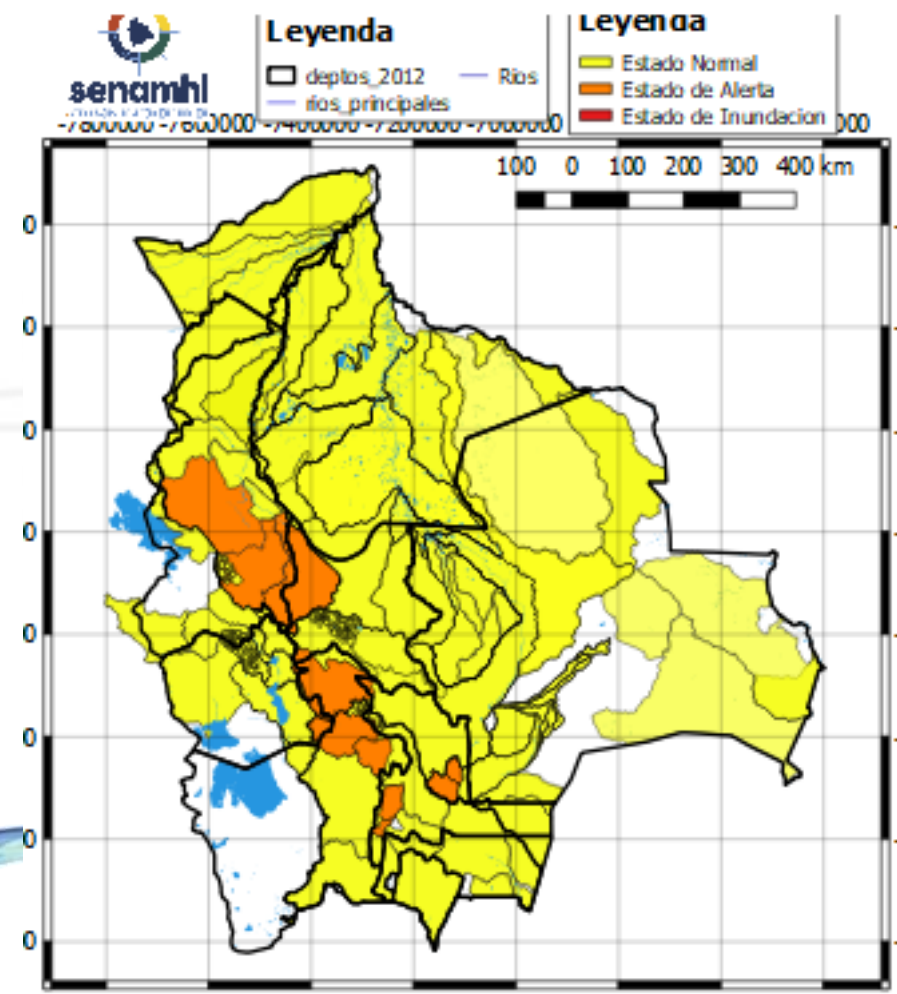 Leyenda
deptos_2012
Rios
rios_principales
Leyenda
Estado Normal
Estado de Alerta
Estado de Inundacion
senamhi
-7800000 -7600000 -7400000 -7200000 -7000000
100 0 100 200 300 400 km